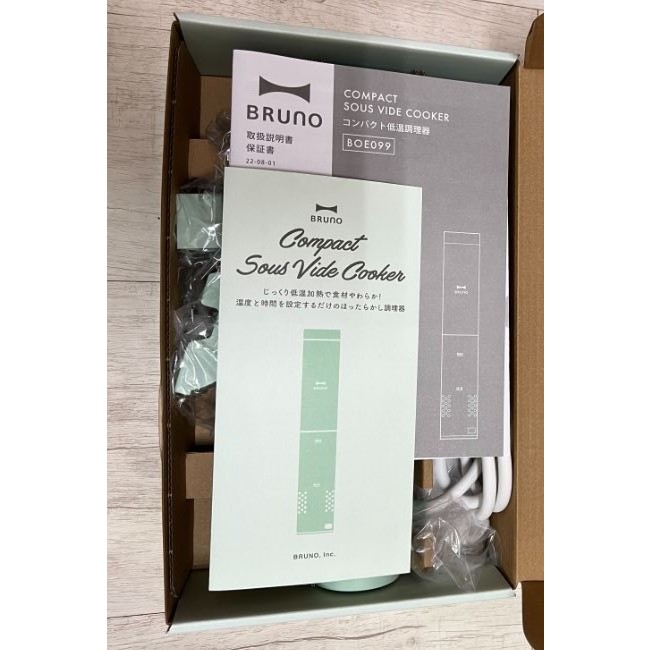 BRUNO
取扱説明書
保証書
22-08-01
COMPACT
SOUS VIDE COOKER
コンパクト低温調理器
BOE099
BRUNO
BRUNO
Compact
Sous Vide Cooker
じっくり低温加熱で食材やわらか!
温度と時間を設定するだけのほったらかし調理器
BRUNO
BRUNO, Inc.